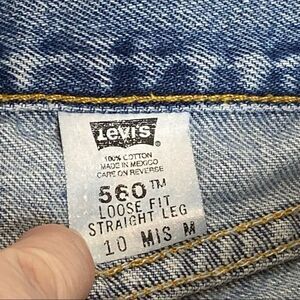 Levi's
100% COTTON
MADE IN MEXICO
CARE ON REVERSE
560™
LOOSE FIT
STRAIGHT LEG
10 MIS M